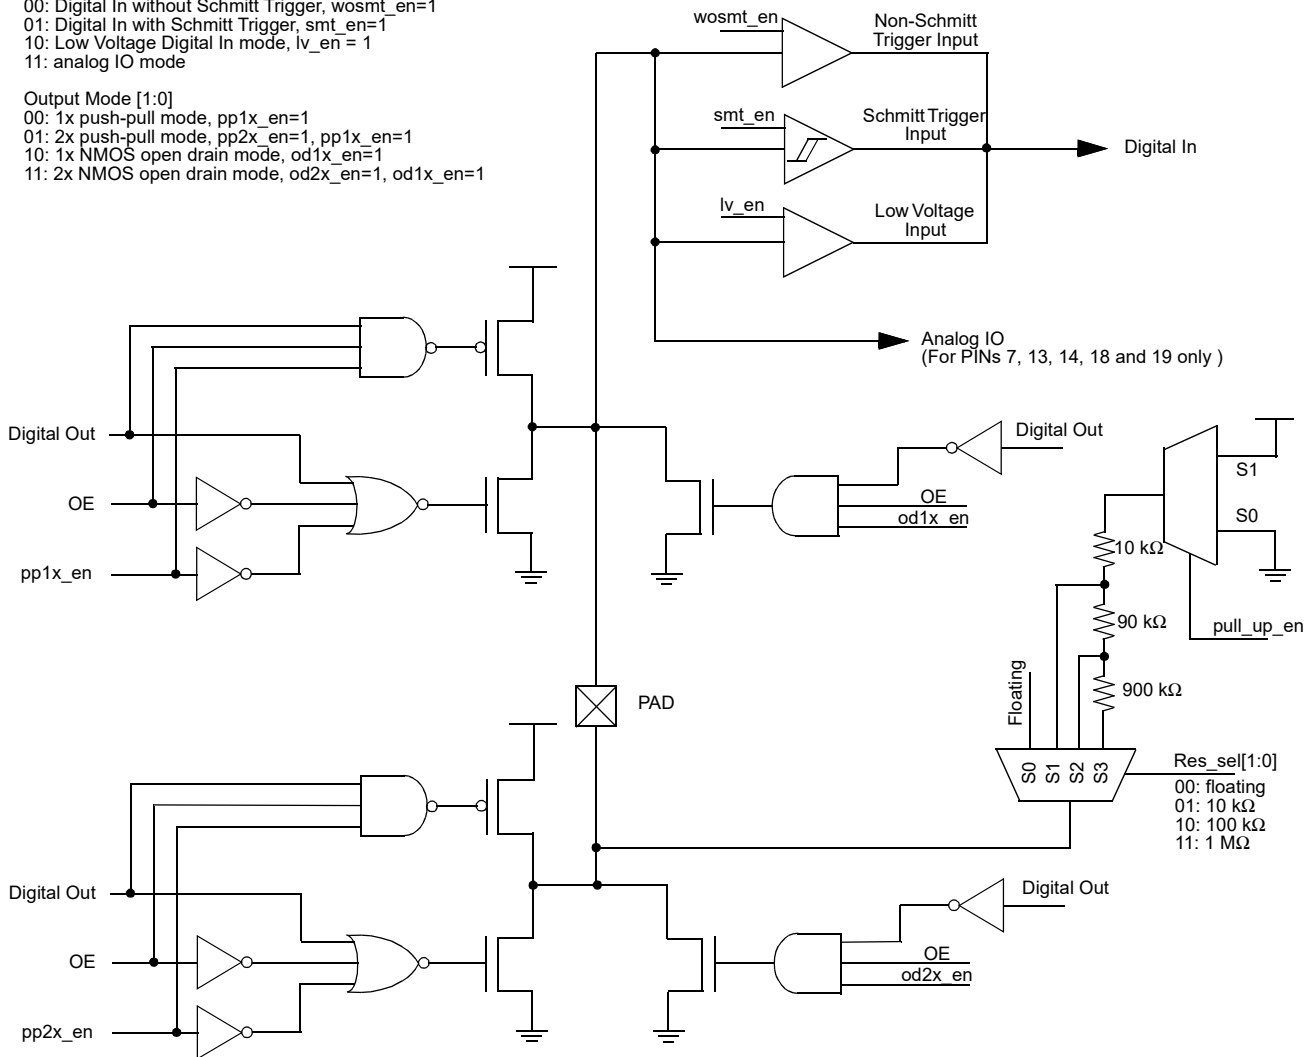 00: Digital In without Schmitt Trigger, wosmt_en=1
01: Digital In with Schmitt Trigger, smt_en=1
10: Low Voltage Digital In mode, lv_en = 1
11: analog IO mode
Output Mode [1:0]
00: 1x push-pull mode, pp1x_en=1
01: 2x push-pull mode, pp2x_en=1, pp1x_en=1
10: 1x NMOS open drain mode, od1x_en=1
11: 2x NMOS open drain mode, od2x_en=1, od1x_en=1
wosmt_en
Non-Schmitt
Trigger Input
smt_en
Schmitt Trigger
Input
Digital In
lv_en
Low Voltage
Input
Analog IO
(For PINs 7, 13, 14, 18 and 19 only )
Digital Out
OE
pp1x_en
Digital Out
OE
od1x_en
S1
S0
10 kΩ
90 kΩ
pull_up_en
900 kΩ
Floating
PAD
S0
S1
S2
S3
Res_sel[1:0]
00: floating
01: 10 kΩ
10: 100 kΩ
11: 1 MΩ
Digital Out
OE
pp2x_en
Digital Out
OE
od2x_en